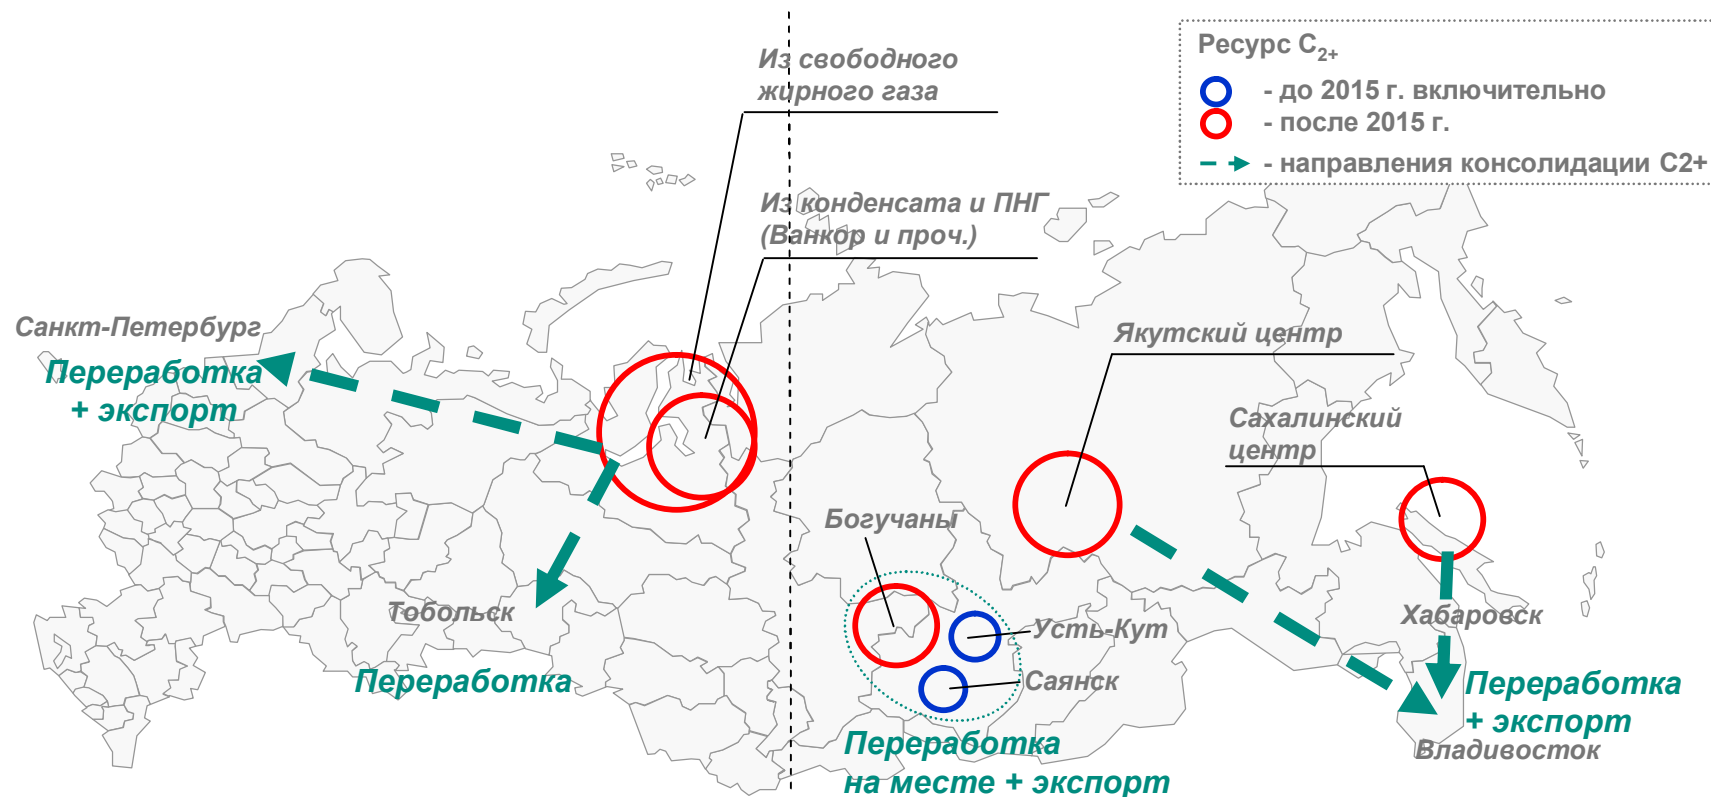 Из свободного
жирного газа
Ресурс С2+
- до 2015 г. включительно
- после 2015 г.
- направления консолидации С2+
Из конденсата и ПНГ
(Ванкор и проч.)
Санкт-Петербург
Переработка
+ экспорт
Якутский центр
Сахалинский
центр
Богучаны
Тобольск
Переработка
Усть-Кут
Саянск
Переработка
на месте + экспорт
Хабаровск
Переработка
+ экспорт
Владивосток